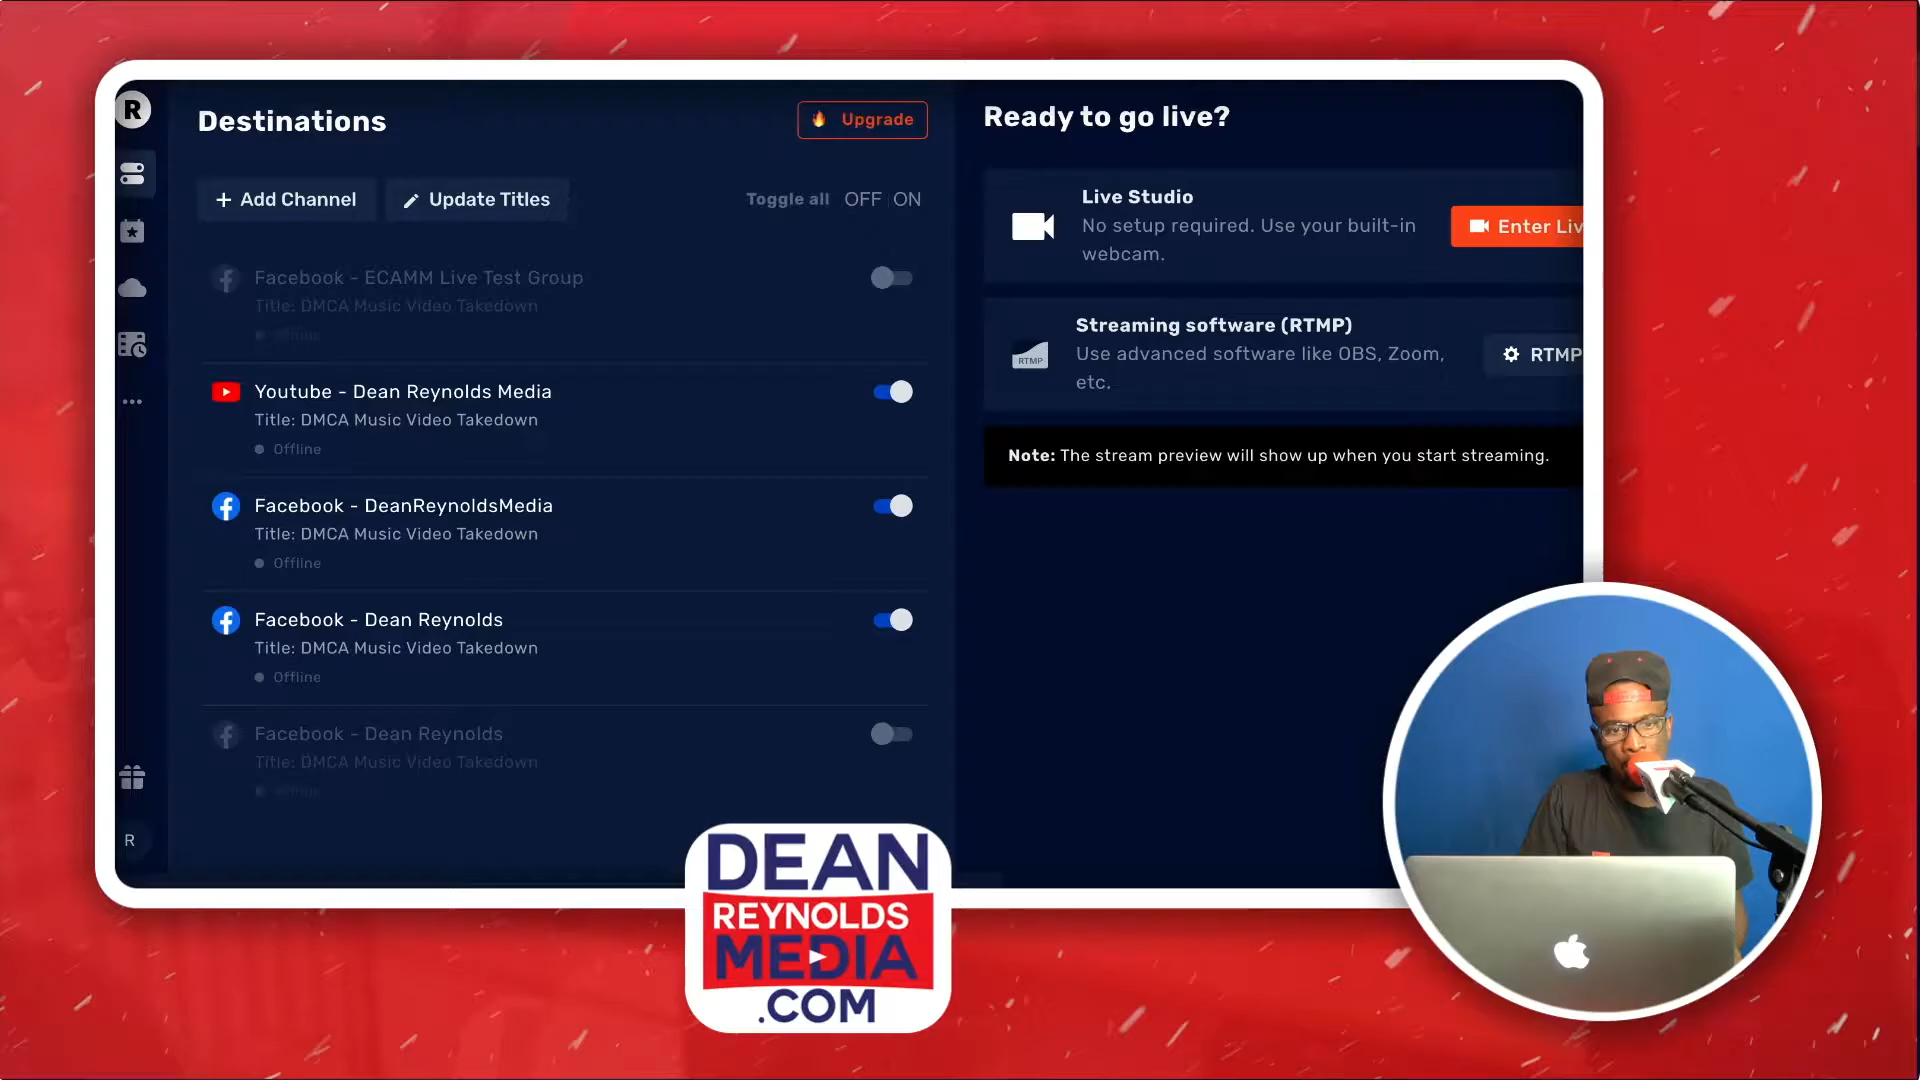 R
Destinations
Upgrade
Add Channel
Update Titles
Toggle all OFF ON
Facebook - ECAMM Live Test Group
Title: DMCA Music Video Takedown
Offline
Youtube - Dean Reynolds Media
Title: DMCA Music Video Takedown
Offline
Facebook - DeanReynoldsMedia
Title: DMCA Music Video Takedown
Offline
Facebook - Dean Reynolds
Title: DMCA Music Video Takedown
Offline
Facebook - Dean Reynolds
Title: DMCA Music Video Takedown
R
Ready to go live?
Live Studio
No setup required. Use your built-in
webcam.
Enter Liv
Streaming software (RTMP)
Use advanced software like OBS, Zoom,
etc.
RTMP
RTMP
Note: The stream preview will show up when you start streaming.
DEAN
REYNOLDS
MEDIA
.COM